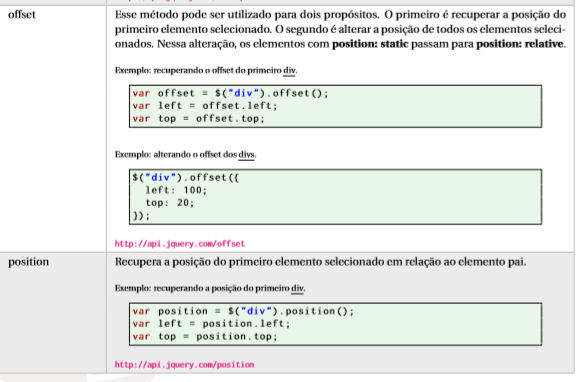 offset
Esse método pode ser utilizado para dois propósitos. O primeiro é recuperar a posição do
primeiro elemento selecionado. O segundo é alterar a posição de todos os elementos seleci-
onados. Nessa alteração, os elementos com position: static passam para position: relative.
Exemplo: recuperando o offset do primeiro div.
var offset = $("div").offset();
var left = offset.left;
var top = offset.top;
Exemplo: alterando o offset dos divs.
$("div").offset({
left: 100;
top: 20;
});
http://api.jquery.com/offset
position
Recupera a posição do primeiro elemento selecionado em relação ao elemento pai.
Exemplo: recuperando a posição do primeiro div.
var position = $("div").position();
var left = position.left;
var top = position.top;
http://api.jquery.com/position